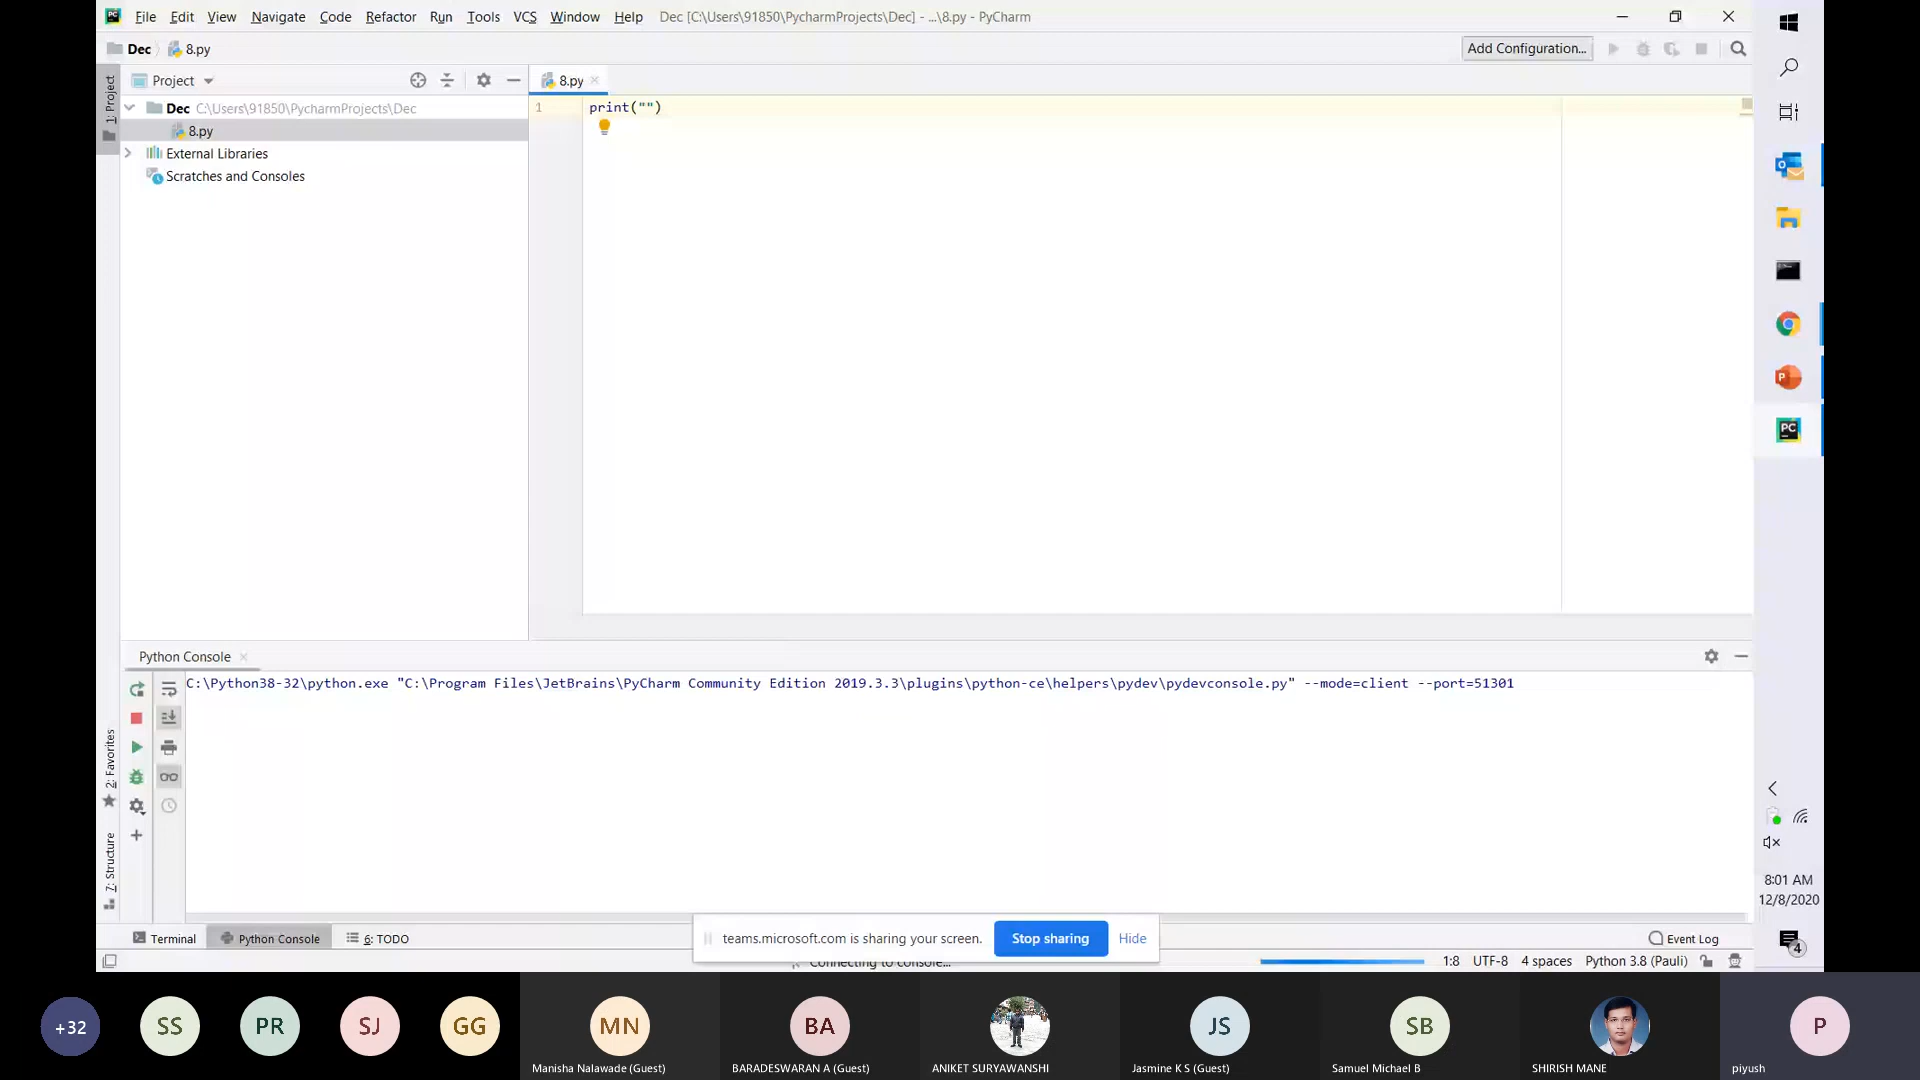 File Edit View Navigate Code Refactor Run Tools VCS Window Help Dec [C:\Users\91850\PycharmProjects\Dec] - ...\8.py - PyCharm
Dec 8.py
Add Configuration...
1: Project
Project
8.py
Dec C:\Users\91850\PycharmProjects\Dec
8.py
External Libraries
Scratches and Consoles
1 print("")
Python Console
C:\Python38-32\python.exe "C:\Program Files\JetBrains\PyCharm Community Edition 2019.3.3\plugins\python-ce\helpers\pydev\pydevconsole.py" --mode=client --port=51301
2: Favorites
7: Structure
8:01 AM
12/8/2020
4
Terminal Python Console 6: TODO
teams.microsoft.com is sharing your screen. Stop sharing Hide
Event Log
Connecting to console...
1:8 UTF-8 4 spaces Python 3.8 (Pauli)
+32 SS PR SJ GG MN BA JS SB P
Manisha Nalawade (Guest) BARADESWARAN A (Guest) ANIKET SURYAWANSHI Jasmine K S (Guest) Samuel Michael B SHIRISH MANE piyush